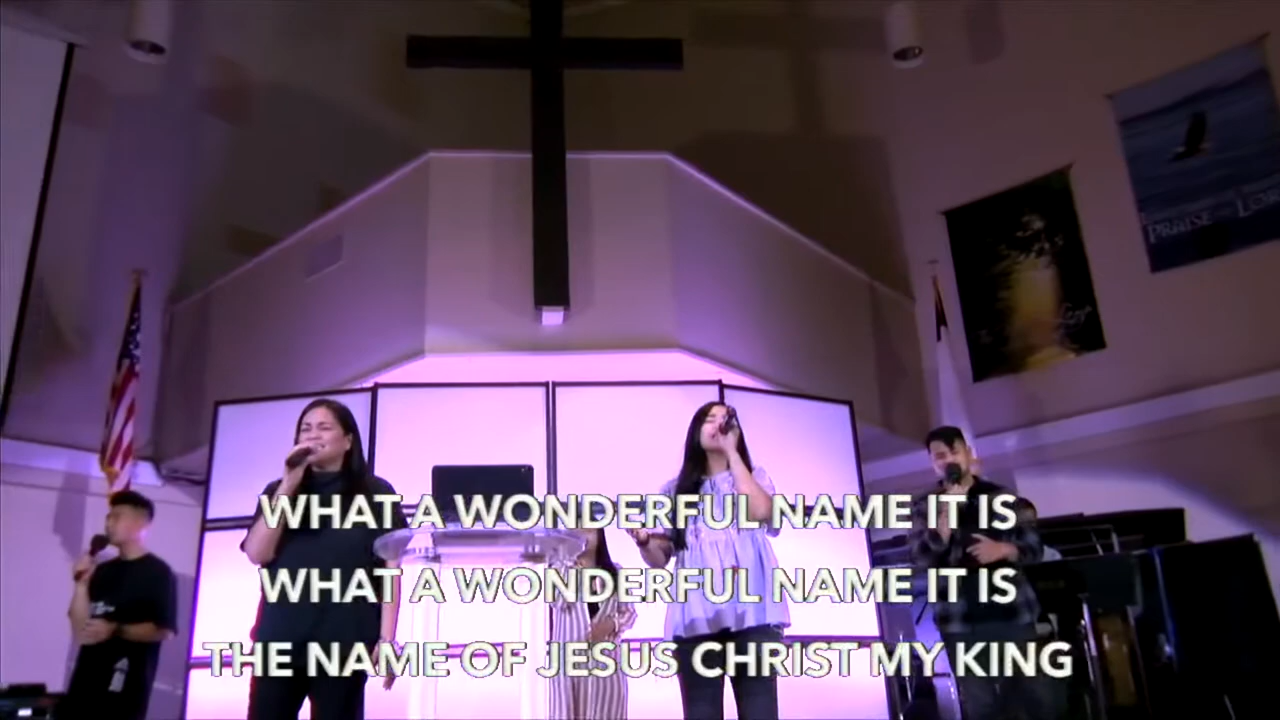 PRAISE THE LORD
WHAT A WONDERFUL NAME IT IS
WHAT A WONDERFUL NAME IT IS
THE NAME OF JESUS CHRIST MY KING